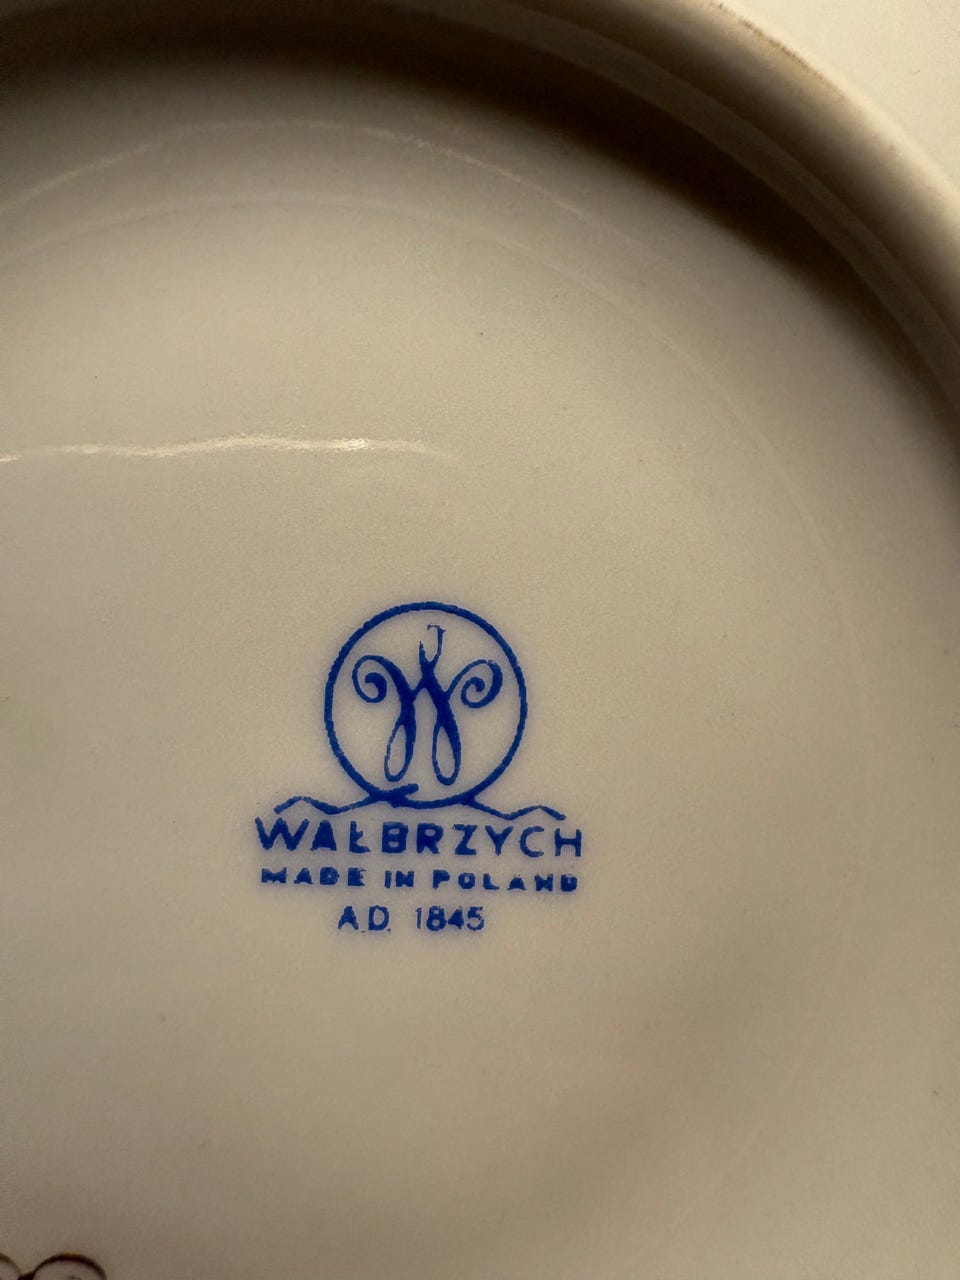 W
WAŁBRZYCH
MADE IN POLAND
A.D. 1845